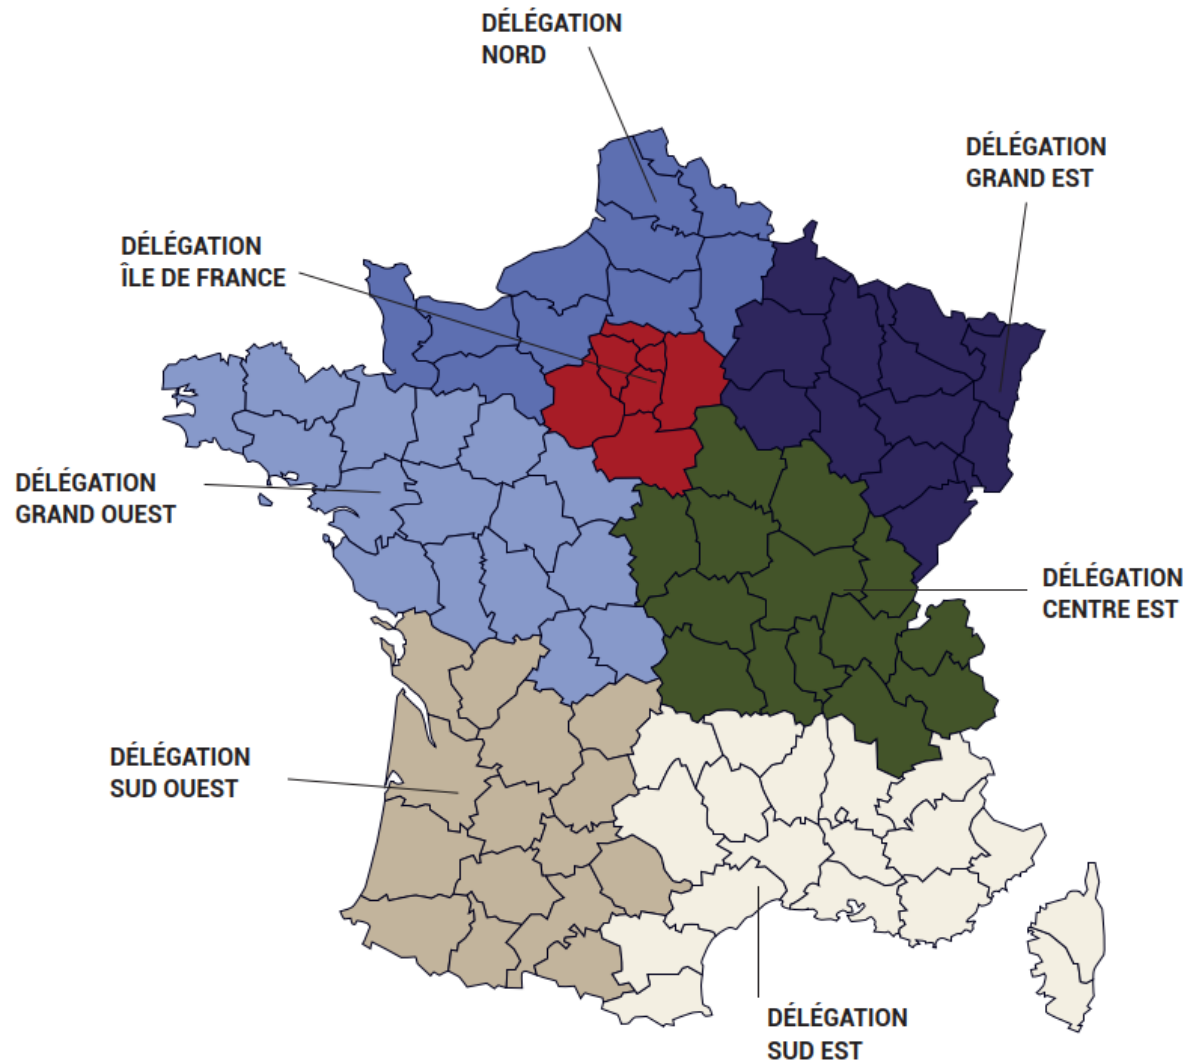 DÉLÉGATION
NORD
DÉLÉGATION
GRAND EST
DÉLÉGATION
ÎLE DE FRANCE
DÉLÉGATION
GRAND OUEST
DÉLÉGATION
CENTRE EST
DÉLÉGATION
SUD OUEST
DÉLÉGATION
SUD EST